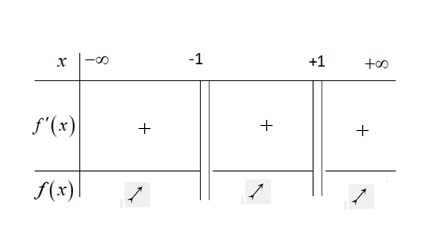 x −∞ -1 +1 +∞
f′(x) + + +
f(x)